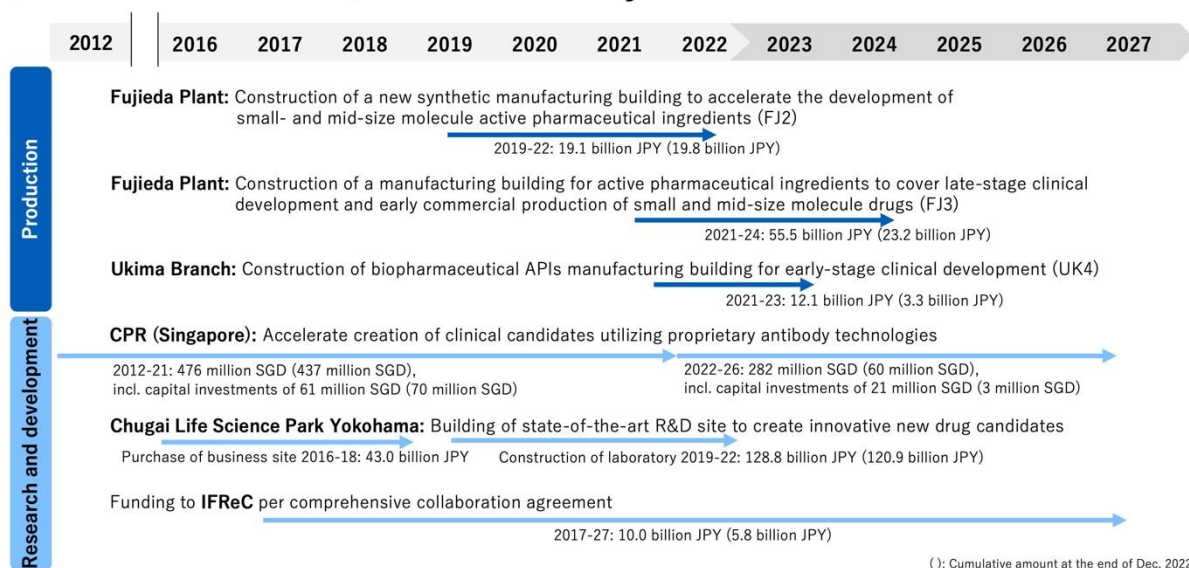 2012 2016 2017 2018 2019 2020 2021 2022 2023 2024 2025 2026 2027
Production
Fujieda Plant: Construction of a new synthetic manufacturing building to accelerate the development of
small- and mid-size molecule active pharmaceutical ingredients (FJ2)
2019-22: 19.1 billion JPY (19.8 billion JPY)
Fujieda Plant: Construction of a manufacturing building for active pharmaceutical ingredients to cover late-stage clinical
development and early commercial production of small and mid-size molecule drugs (FJ3)
2021-24: 55.5 billion JPY (23.2 billion JPY)
Ukima Branch: Construction of biopharmaceutical APIs manufacturing building for early-stage clinical development (UK4)
2021-23: 12.1 billion JPY (3.3 billion JPY)
Research and development
CPR (Singapore): Accelerate creation of clinical candidates utilizing proprietary antibody technologies
2012-21: 476 million SGD (437 million SGD),
incl. capital investments of 61 million SGD (70 million SGD)
2022-26: 282 million SGD (60 million SGD),
incl. capital investments of 21 million SGD (3 million SGD)
Chugai Life Science Park Yokohama: Building of state-of-the-art R&D site to create innovative new drug candidates
Purchase of business site 2016-18: 43.0 billion JPY
Construction of laboratory 2019-22: 128.8 billion JPY (120.9 billion JPY)
Funding to IFReC per comprehensive collaboration agreement
2017-27: 10.0 billion JPY (5.8 billion JPY)
( ): Cumulative amount at the end of Dec. 2022